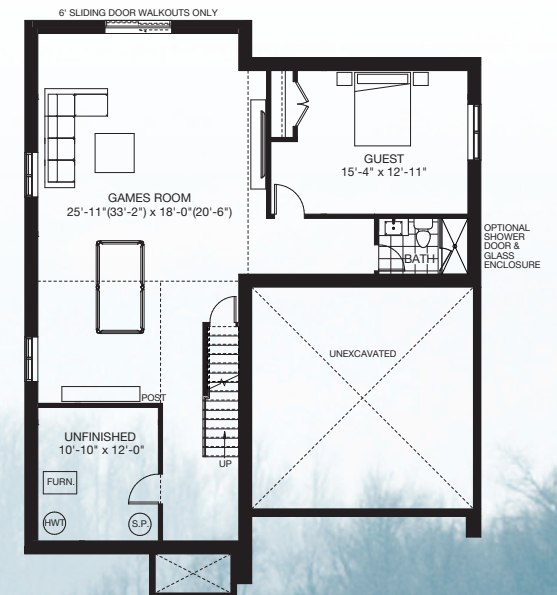 6' SLIDING DOOR WALKOUTS ONLY
GUEST
15'-4" x 12'-11"
GAMES ROOM
25'-11"(33'-2") x 18'-0"(20'-6")
OPTIONAL
SHOWER
DOOR &
GLASS
ENCLOSURE
BATH
UNEXCAVATED
POST
UNFINISHED
10'-10" x 12'-0"
UP
FURN.
HWT
S.P.